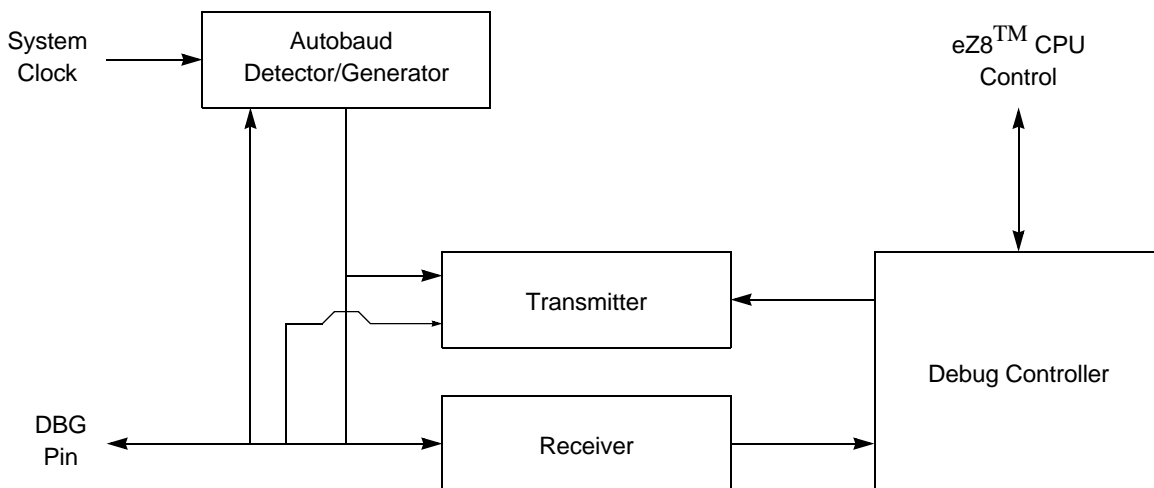 System
Clock
Autobaud
Detector/Generator
eZ8TM CPU
Control
Transmitter
Debug Controller
DBG
Pin
Receiver